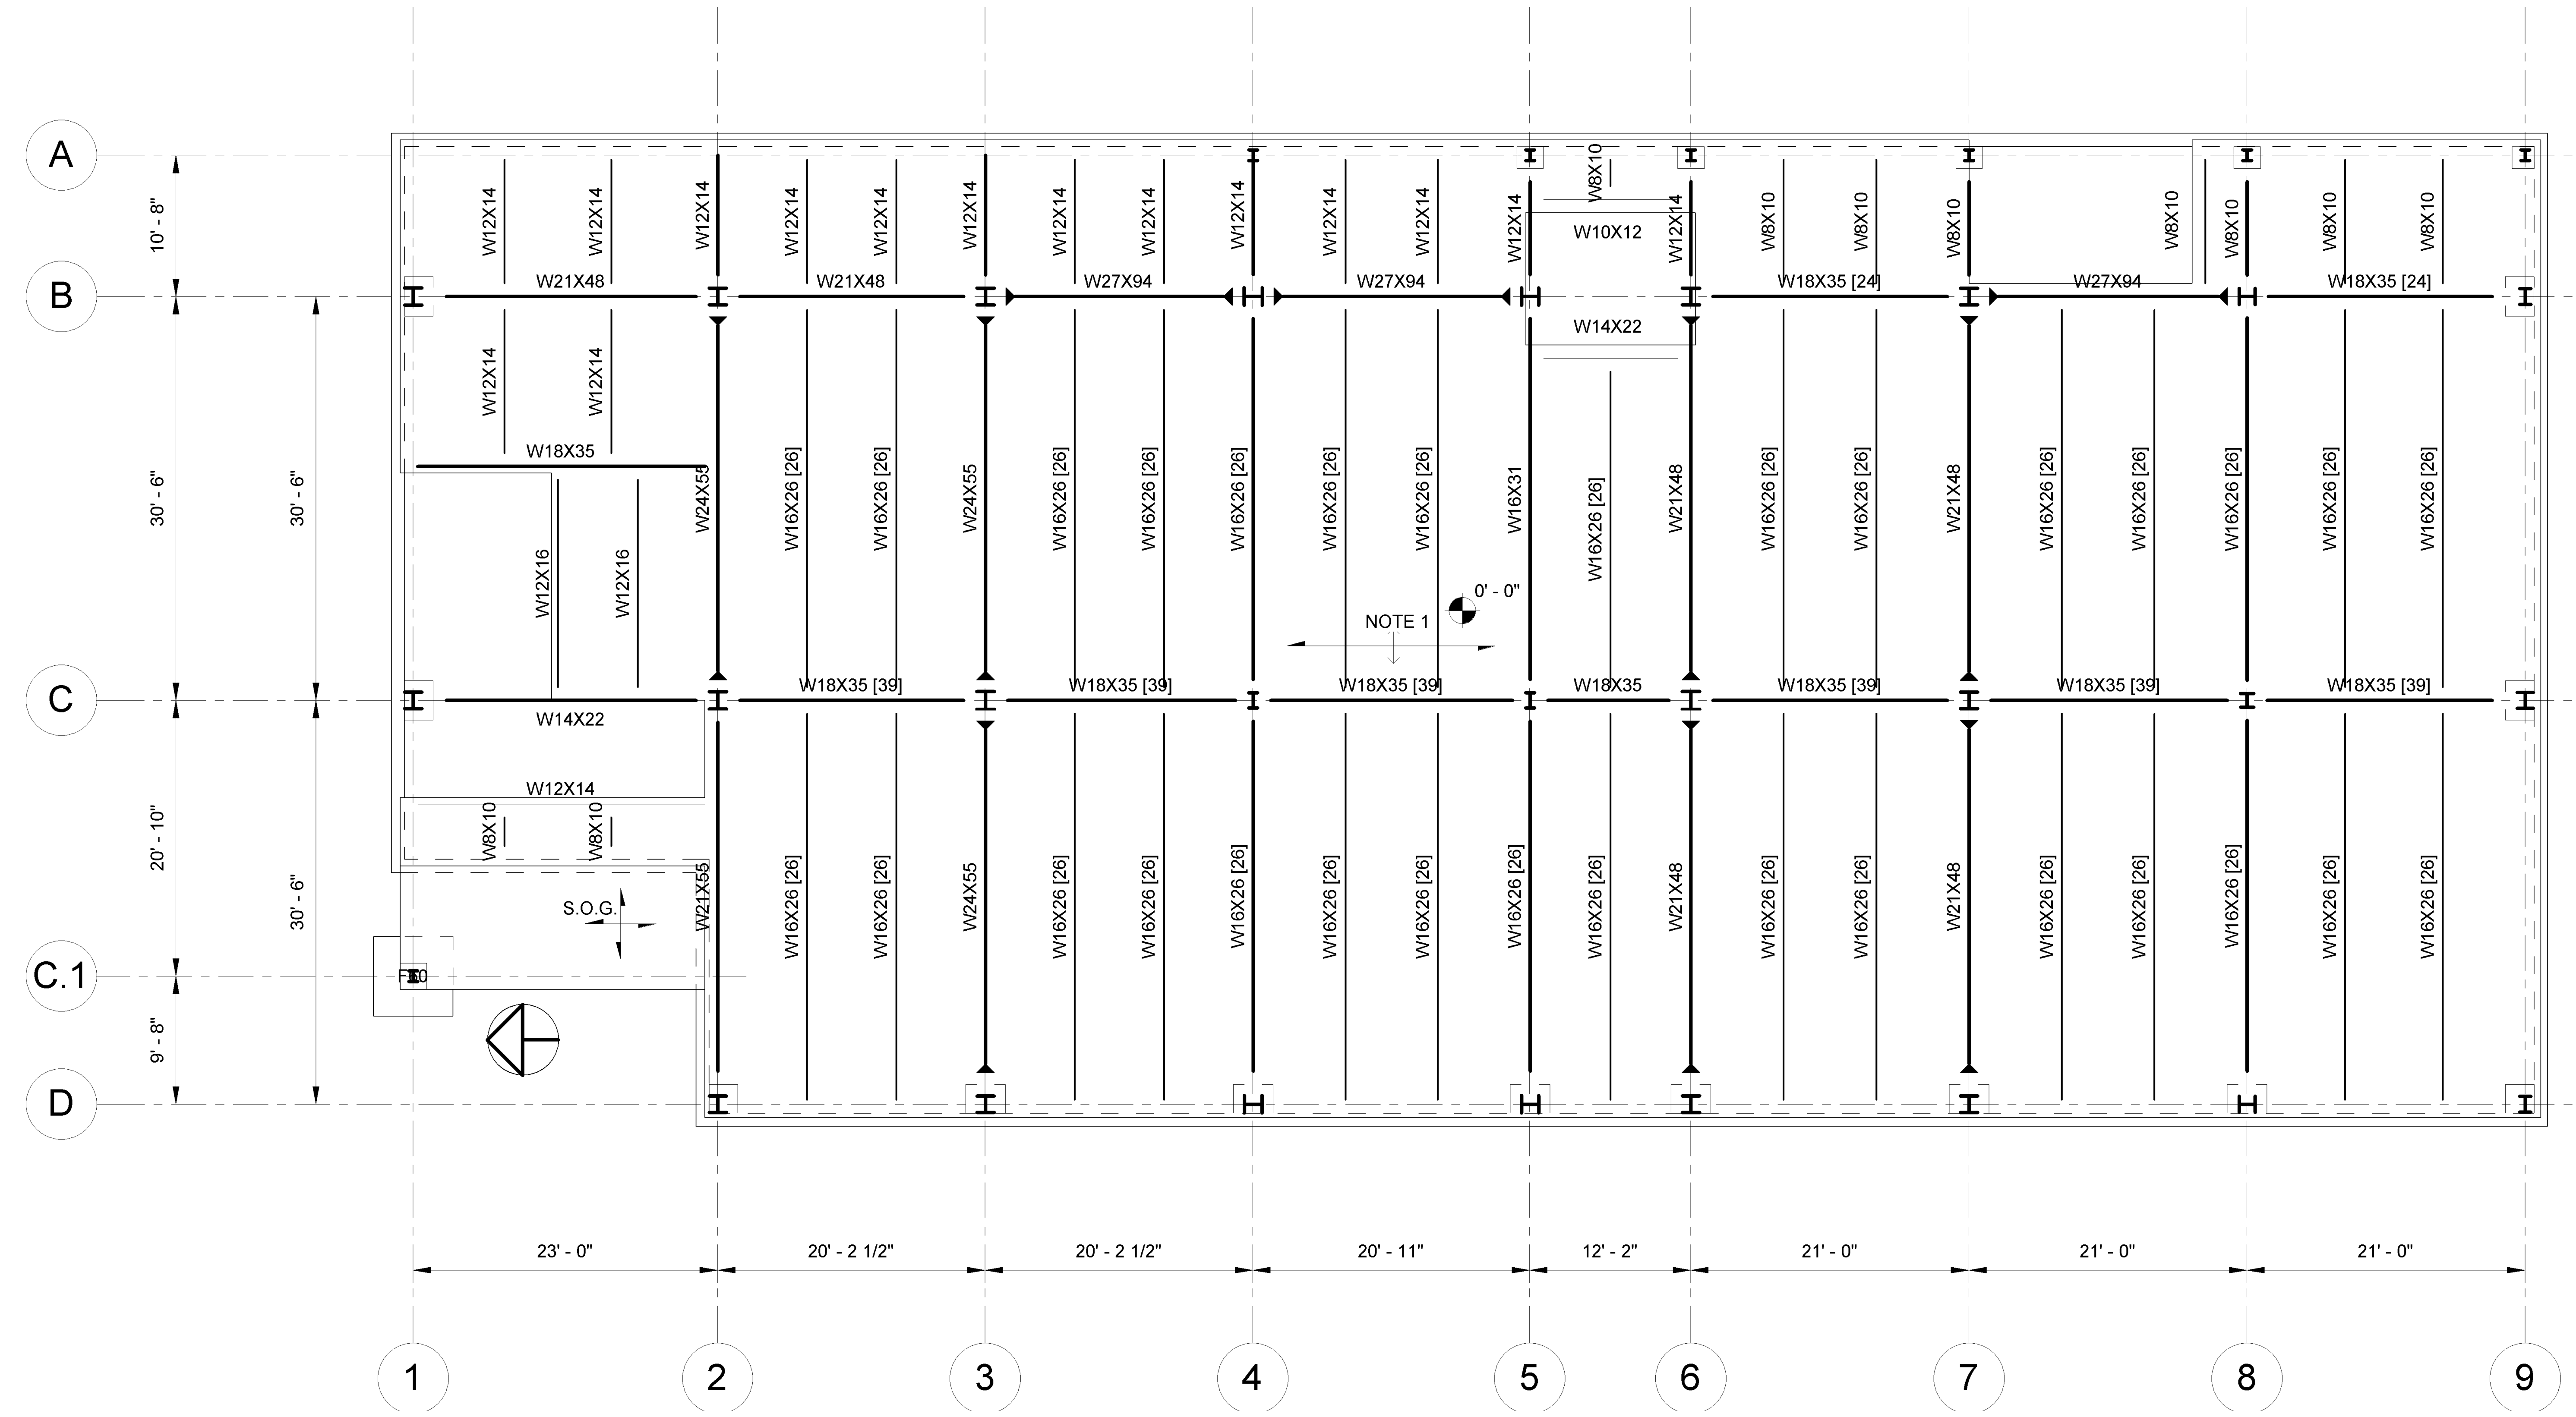 A
B
C
C.1
D
10' - 8"
30' - 6"
30' - 6"
20' - 10"
30' - 6"
9' - 8"
W12X14
W12X14
W12X14
W12X14
W12X14
W12X14
W12X14
W12X14
W12X14
W12X14
W12X14
W12X14
W8X10
W10X12
W12X14
W8X10
W8X10
W8X10
W8X10
W8X10
W8X10
W8X10
W21X48
W21X48
W27X94
W27X94
W14X22
W18X35 [24]
W27X94
W18X35 [24]
W12X14
W12X14
W18X35
W24X55
W16X26 [26]
W16X26 [26]
W24X55
W16X26 [26]
W16X26 [26]
W16X26 [26]
W16X26 [26]
W16X26 [26]
W16X31
W16X26 [26]
W21X48
W16X26 [26]
W16X26 [26]
W21X48
W16X26 [26]
W16X26 [26]
W16X26 [26]
W16X26 [26]
W16X26 [26]
W12X16
W12X16
0' - 0"
NOTE 1
W14X22
W18X35 [39]
W18X35 [39]
W18X35 [39]
W18X35
W18X35 [39]
W18X35 [39]
W18X35 [39]
W12X14
W8X10
W8X10
S.O.G.
W21X55
W16X26 [26]
W16X26 [26]
W24X55
W16X26 [26]
W16X26 [26]
W16X26 [26]
W16X26 [26]
W16X26 [26]
W16X26 [26]
W16X26 [26]
W21X48
W16X26 [26]
W16X26 [26]
W21X48
W16X26 [26]
W16X26 [26]
W16X26 [26]
W16X26 [26]
W16X26 [26]
23' - 0"
20' - 2 1/2"
20' - 2 1/2"
20' - 11"
12' - 2"
21' - 0"
21' - 0"
21' - 0"
1
2
3
4
5
6
7
8
9